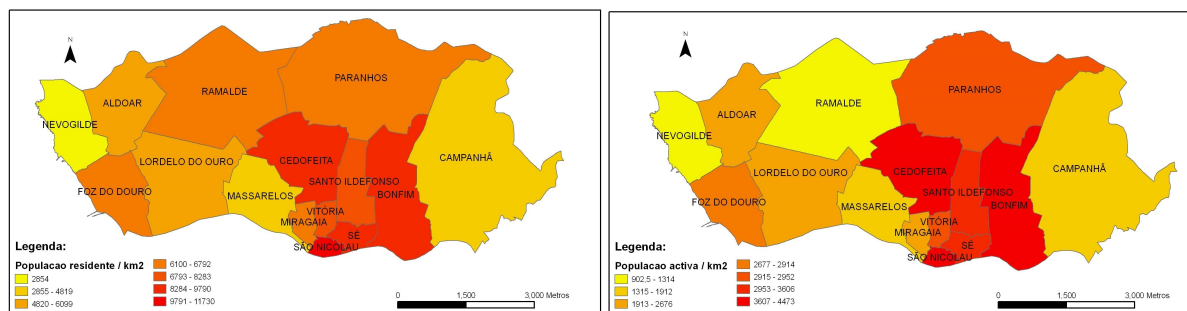 N
RAMALDE
PARANHOS
ALDOAR
NEVOGILDE
LORDELO DO OURO
CEDOFEITA
CAMPANHÃ
FOZ DO DOURO
MASSARELOS
SANTO ILDEFONSO
BONFIM
VITÓRIA
MIRAGAIA
SÉ
SÃO NICOLAU
Legenda:
Populacao residente / km2
2854
2855 - 4819
4820 - 6099
6100 - 6792
6793 - 8283
8284 - 9790
9791 - 11730
0 1,500 3,000 Metros
N
RAMALDE
PARANHOS
ALDOAR
NEVOGILDE
LORDELO DO OURO
CEDOFEITA
CAMPANHÃ
FOZ DO DOURO
MASSARELOS
SANTO ILDEFONSO
BONFIM
VITÓRIA
MIRAGAIA
SÉ
SÃO NICOLAU
Legenda:
Populacao activa / km2
902,5 - 1314
1315 - 1912
1913 - 2676
2677 - 2914
2915 - 2952
2953 - 3606
3607 - 4473
0 1,500 3,000 Metros